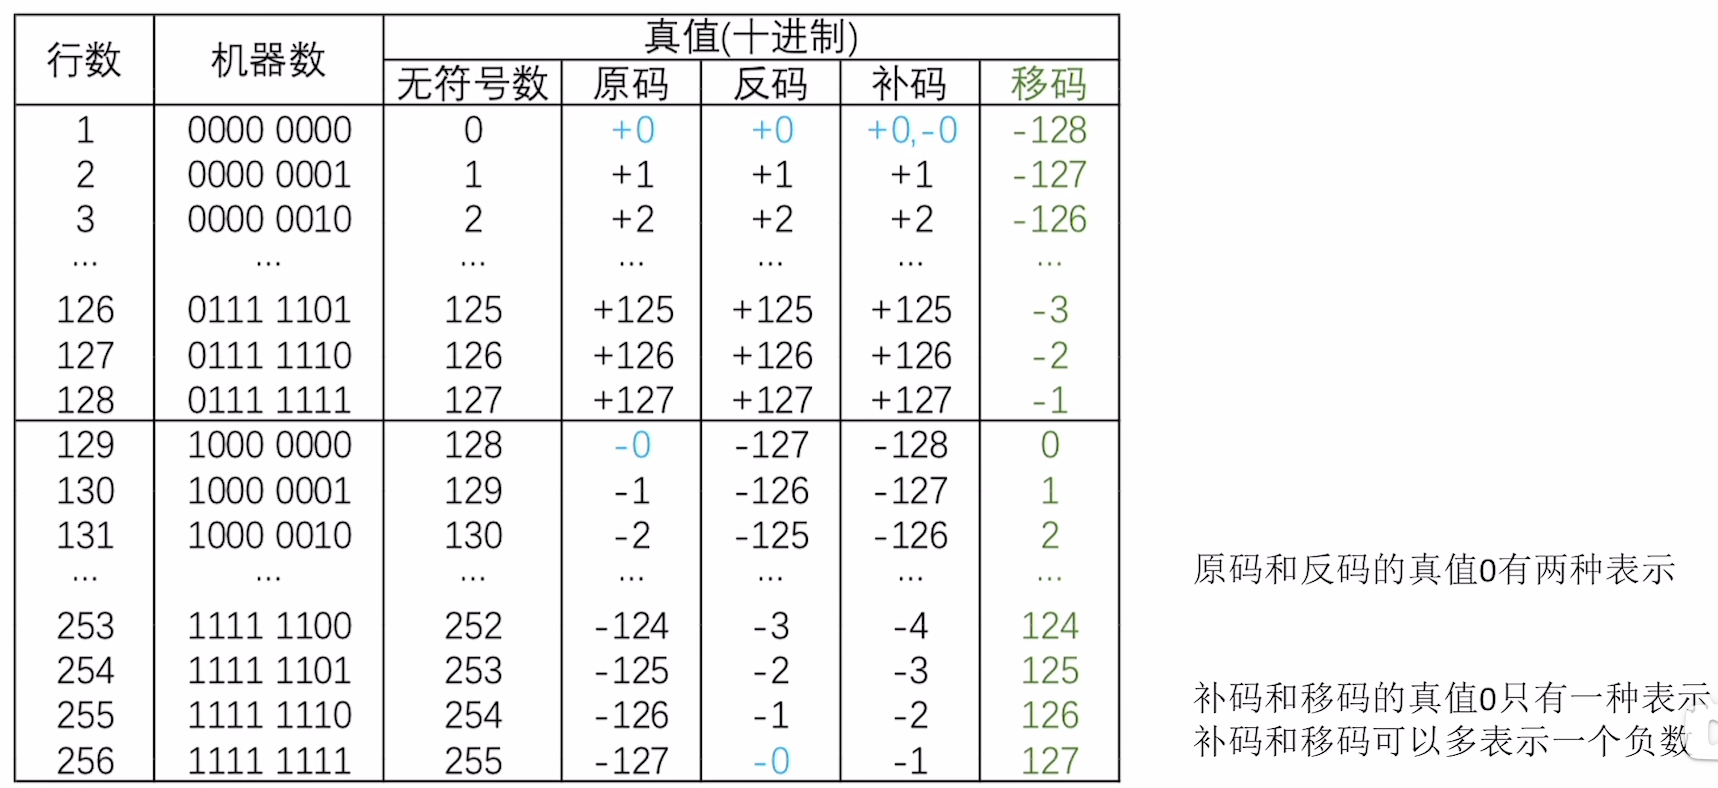 行数 机器数 真值(十进制)
无符号数 原码 反码 补码 移码
1 0000 0000 0 +0 +0 +0,-0 -128
2 0000 0001 1 +1 +1 +1 -127
3 0000 0010 2 +2 +2 +2 -126
... ... ... ... ... ... ...
126 0111 1101 125 +125 +125 +125 -3
127 0111 1110 126 +126 +126 +126 -2
128 0111 1111 127 +127 +127 +127 -1
129 1000 0000 128 -0 -127 -128 0
130 1000 0001 129 -1 -126 -127 1
131 1000 0010 130 -2 -125 -126 2
... ... ... ... ... ... ...
253 1111 1100 252 -124 -3 -4 124
254 1111 1101 253 -125 -2 -3 125
255 1111 1110 254 -126 -1 -2 126
256 1111 1111 255 -127 -0 -1 127
原码和反码的真值0有两种表示
补码和移码的真值0只有一种表示
补码和移码可以多表示一个负数